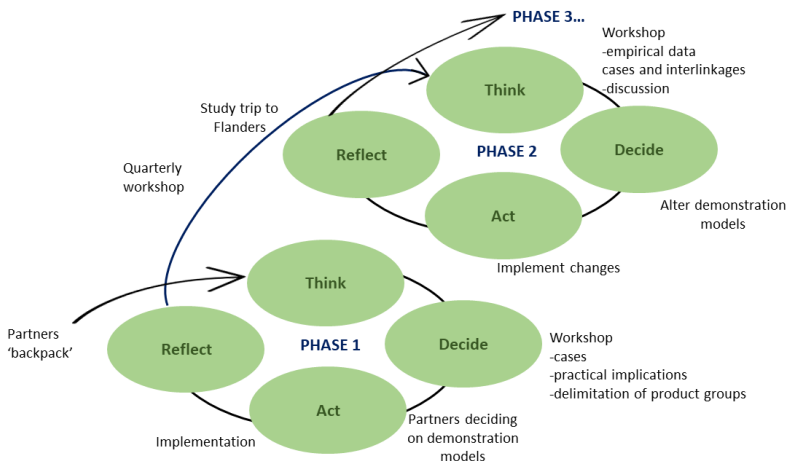 PHASE 3...
Workshop
-empirical data
cases and interlinkages
-discussion
Think
Study trip to
Flanders
Reflect
PHASE 2
Decide
Quarterly
workshop
Act
Alter demonstration
models
Implement changes
Think
Partners
‘backpack’
Reflect
PHASE 1
Decide
Workshop
-cases
-practical implications
-delimitation of product groups
Act
Partners deciding
on demonstration
models
Implementation